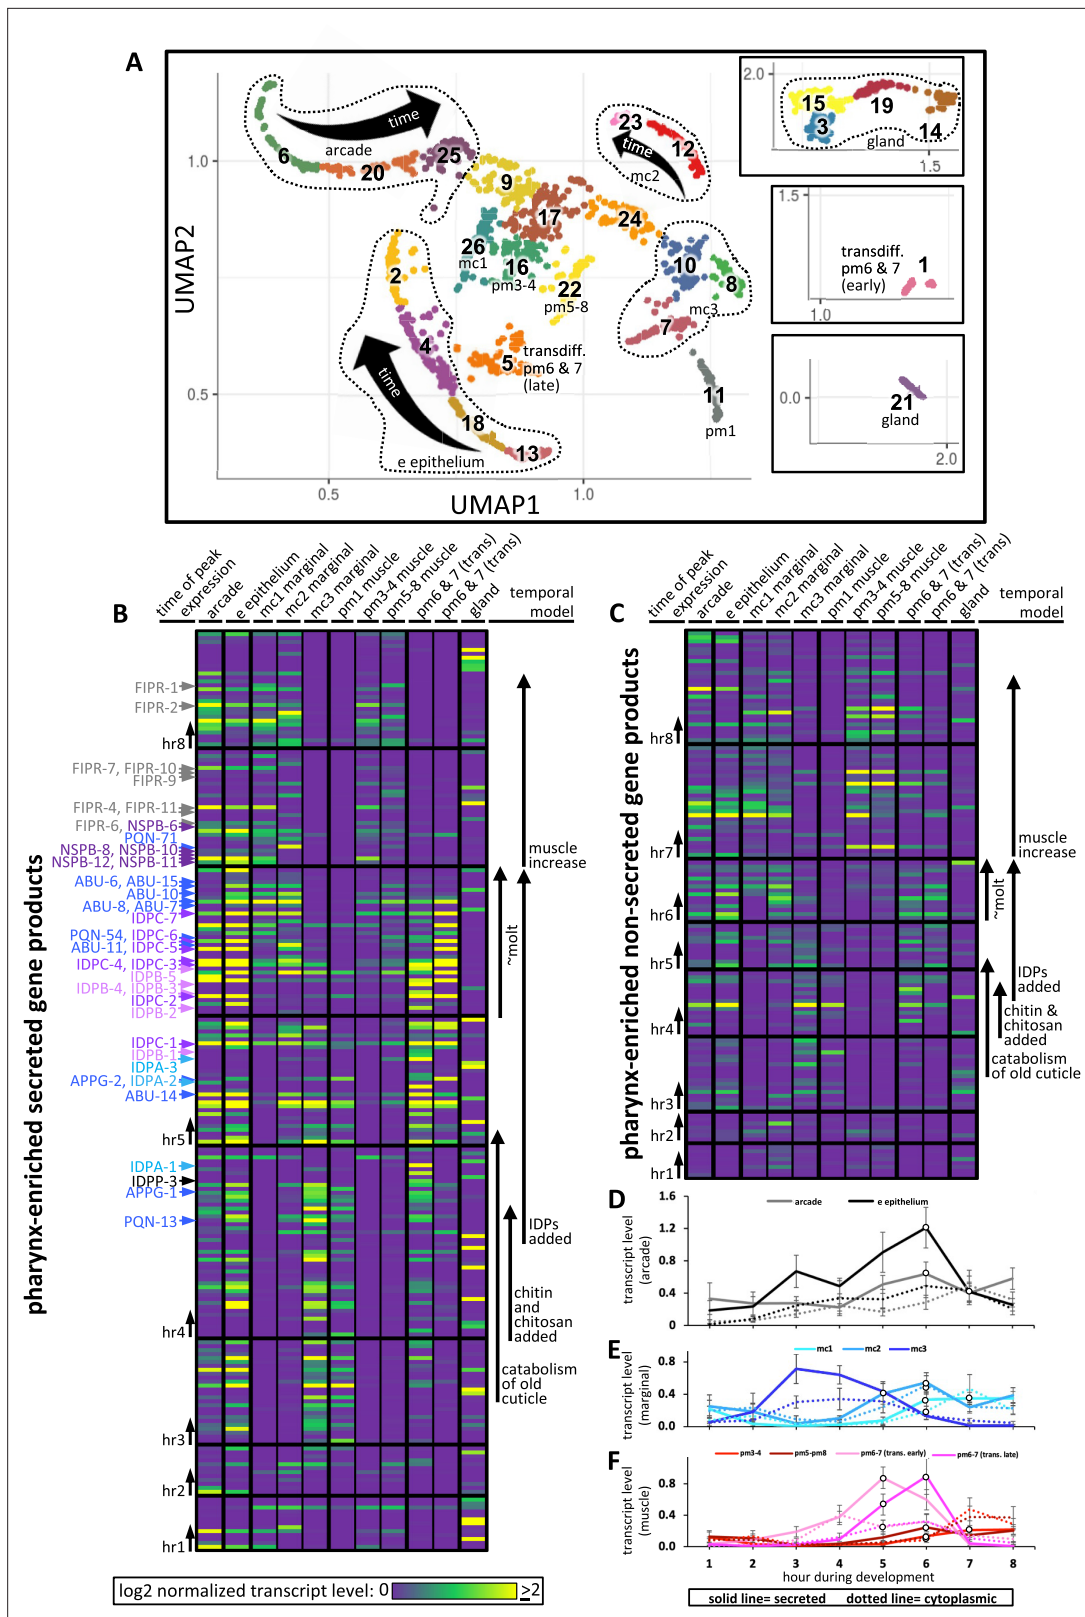 A
UMAP2
1.0
0.5
0.5
1.0
UMAP1
time
arcade
6
20
25
9
17
24
26
mc1
16
pm3-4
22
pm5-8
2
4
5
transdiff.
pm6 & 7
(late)
18
13
time
e epithelium
23
12
time
mc2
10
8
mc3
7
11
pm1
2.0
15
3
19
14
gland
1.5
1.5
transdiff.
pm6 & 7
(early)
1
1.0
0.0
21
gland
2.0
B
time of peak
expression
arcade
e epithelium
mc1 marginal
mc2 marginal
mc3 marginal
pm1 muscle
pm3-4 muscle
pm5-8 muscle
pm6 & 7 (trans)
pm6 & 7 (trans)
gland
temporal
model
pharynx-enriched secreted gene products
FIPR-1
FIPR-2
hr8
FIPR-7, FIPR-10
FIPR-9
FIPR-4, FIPR-11
FIPR-6, NSPB-6
PQN-71
NSPB-8, NSPB-10
NSPB-12, NSPB-11
ABU-6, ABU-15
ABU-10
ABU-8, ABU-7
IDPC-7
PQN-54, IDPC-6
ABU-11, IDPC-5
IDPC-4, IDPC-3
IDPB-5
IDPB-4, IDPB-3
IDPC-2
IDPB-2
IDPC-1
IDPB-1
IDPA-3
APPG-2, IDPA-2
ABU-14
hr5
IDPA-1
IDPP-3
APPG-1
PQN-13
hr4
hr3
hr2
hr1
muscle
increase
~molt
IDPs
added
chitin
and
chitosan
added
catabolism
of old
cuticle
log2 normalized transcript level: 0
≥2
C
time of peak
expression
arcade
e epithelium
mc1 marginal
mc2 marginal
mc3 marginal
pm1 muscle
pm3-4 muscle
pm5-8 muscle
pm6 & 7 (trans)
pm6 & 7 (trans)
gland
temporal
model
pharynx-enriched non-secreted gene products
hr8
hr7
hr6
hr5
hr4
hr3
hr2
hr1
muscle
increase
~molt
IDPs
added
chitin &
chitosan
added
catabolism
of old cuticle
D
arcade
e epithelium
transcript level
(arcade)
1.6
1.2
0.8
0.4
0
E
mc1
mc2
mc3
transcript level
(marginal)
0.8
0.4
0.0
F
pm3-4
pm5-pm8
pm6-7 (trans. early)
pm6-7 (trans. late)
transcript level
(muscle)
0.8
0.4
0.0
1 2 3 4 5 6 7 8
hour during development
solid line= secreted dotted line= cytoplasmic